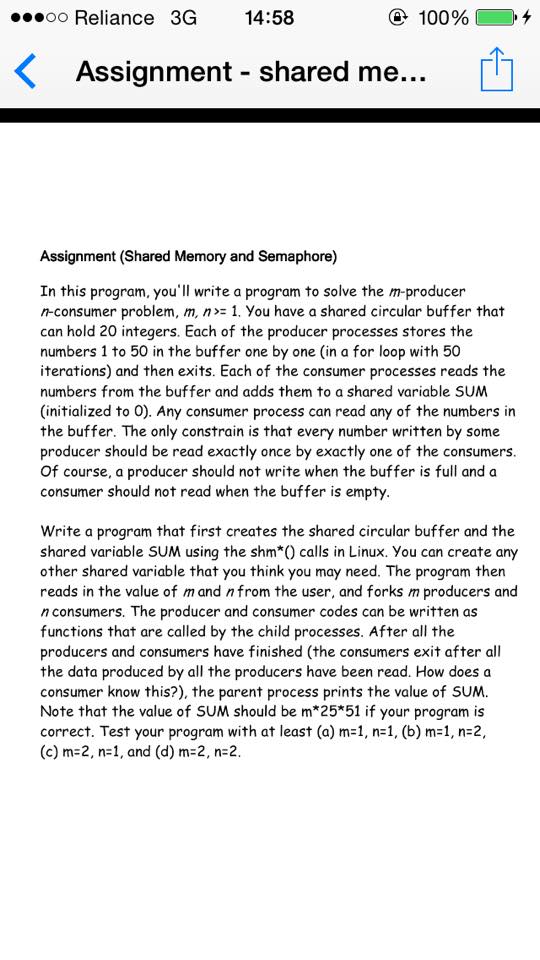 Reliance 3G 14:58 100%
Assignment - shared me...
Assignment (Shared Memory and Semaphore)
In this program, you'll write a program to solve the m-producer
n-consumer problem, m, n >= 1. You have a shared circular buffer that
can hold 20 integers. Each of the producer processes stores the
numbers 1 to 50 in the buffer one by one (in a for loop with 50
iterations) and then exits. Each of the consumer processes reads the
numbers from the buffer and adds them to a shared variable SUM
(initialized to 0). Any consumer process can read any of the numbers in
the buffer. The only constrain is that every number written by some
producer should be read exactly once by exactly one of the consumers.
Of course, a producer should not write when the buffer is full and a
consumer should not read when the buffer is empty.
Write a program that first creates the shared circular buffer and the
shared variable SUM using the shm*() calls in Linux. You can create any
other shared variable that you think you may need. The program then
reads in the value of m and n from the user, and forks m producers and
n consumers. The producer and consumer codes can be written as
functions that are called by the child processes. After all the
producers and consumers have finished (the consumers exit after all
the data produced by all the producers have been read. How does a
consumer know this?), the parent process prints the value of SUM.
Note that the value of SUM should be m*25*51 if your program is
correct. Test your program with at least (a) m=1, n=1, (b) m=1, n=2,
(c) m=2, n=1, and (d) m=2, n=2.